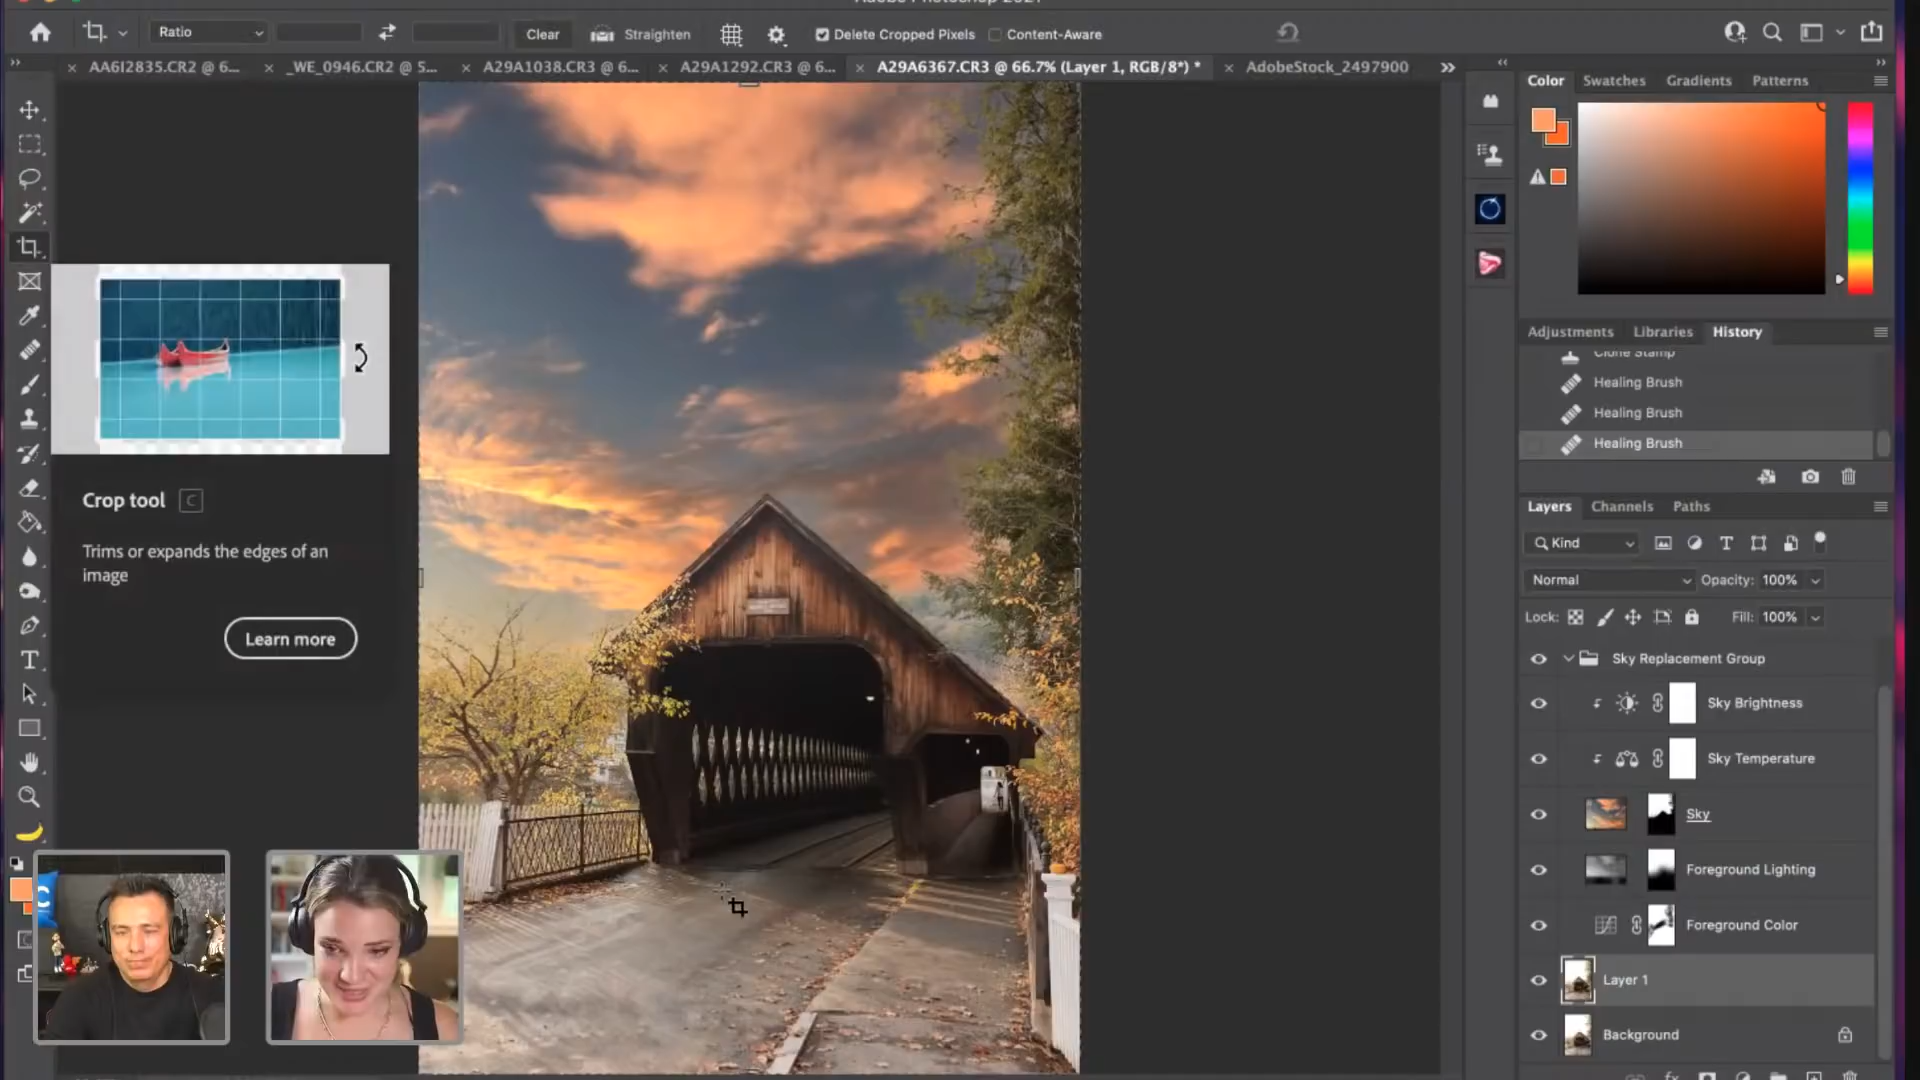 Ratio
Clear
Straighten
Delete Cropped Pixels
Content-Aware
AA6I2835.CR2 @ 6...
_WE_0946.CR2 @ 5...
A29A1038.CR3 @ 6...
A29A1292.CR3 @ 6...
A29A6367.CR3 @ 66.7% (Layer 1, RGB/8*) *
AdobeStock_2497900
Color
Swatches
Gradients
Patterns
Crop tool C
Trims or expands the edges of an
image
Learn more
Adjustments
Libraries
History
Clone Stamp
Healing Brush
Healing Brush
Healing Brush
Layers
Channels
Paths
Kind
Normal
Opacity: 100%
Lock:
Fill: 100%
Sky Replacement Group
Sky Brightness
Sky Temperature
Sky
Foreground Lighting
Foreground Color
Layer 1
Background